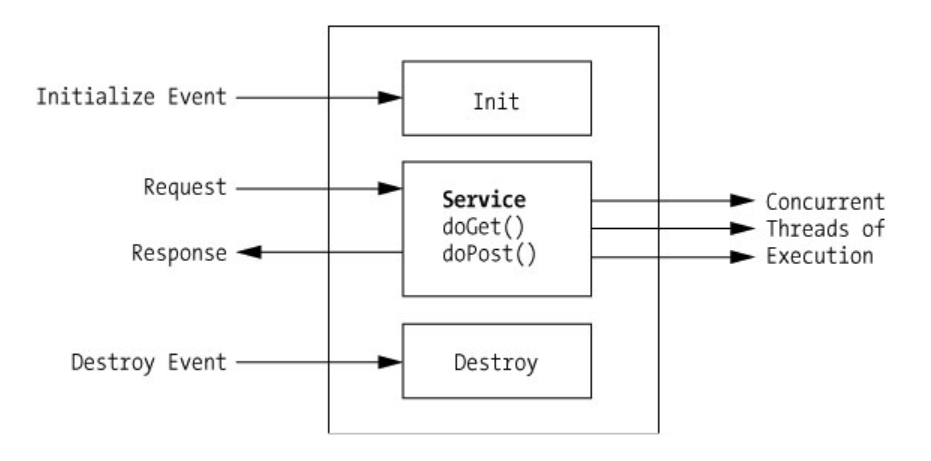 Initialize Event
Init
Request
Response
Service
doGet()
doPost()
Concurrent
Threads of
Execution
Destroy Event
Destroy